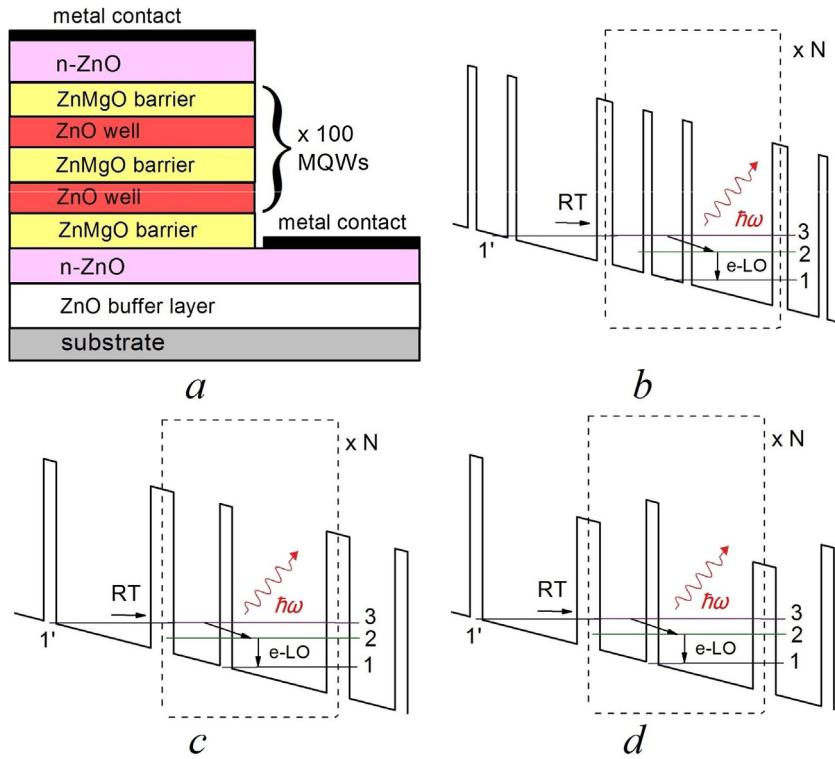 metal contact
n-ZnO
ZnMgO barrier
ZnO well
ZnMgO barrier
ZnO well
ZnMgO barrier
x 100
MQWs
metal contact
n-ZnO
ZnO buffer layer
substrate
a
x N
RT
ħω
1'
3
2
e-LO
1
b
x N
RT
ħω
1'
3
2
e-LO
1
c
x N
RT
ħω
1'
3
2
e-LO
1
d